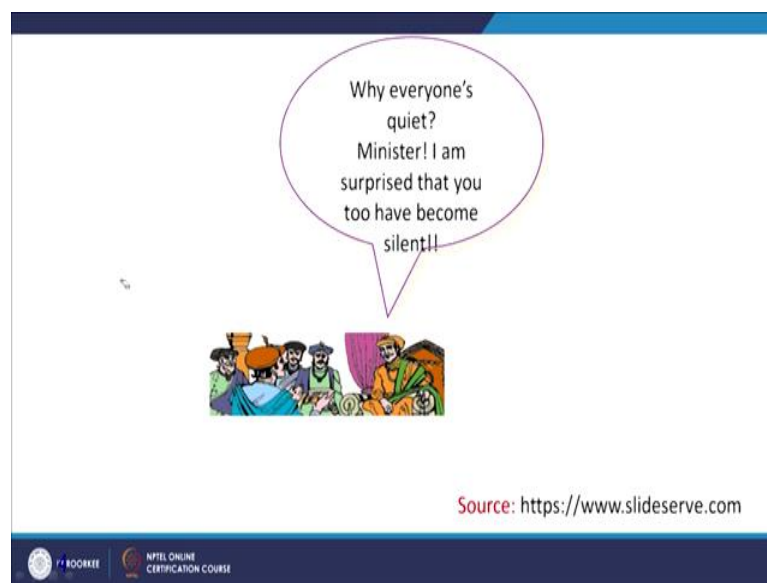 Why everyone's
quiet?
Minister! I am
surprised that you
too have become
silent!!
Source: https://www.slideserve.com
ROORKEE
NPTEL ONLINE
CERTIFICATION COURSE